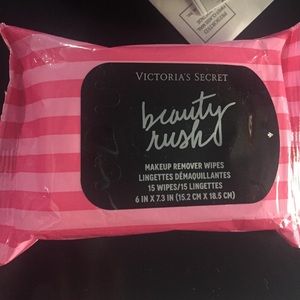 VICTORIA'S SECRET
beauty
rush
MAKEUP REMOVER WIPES
LINGETTES DÉMAQUILLANTES
15 WIPES/15 LINGETTES
6 IN X 7.3 IN (15.2 CM X 18.5 CM)